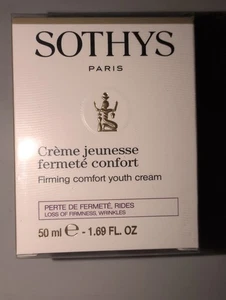 SOTHYS
PARIS
Crème jeunesse
fermeté confort
Firming comfort youth cream
PERTE DE FERMETÉ, RIDES
LOSS OF FIRMNESS, WRINKLES
50 ml ℮ - 1.69 FL. OZ